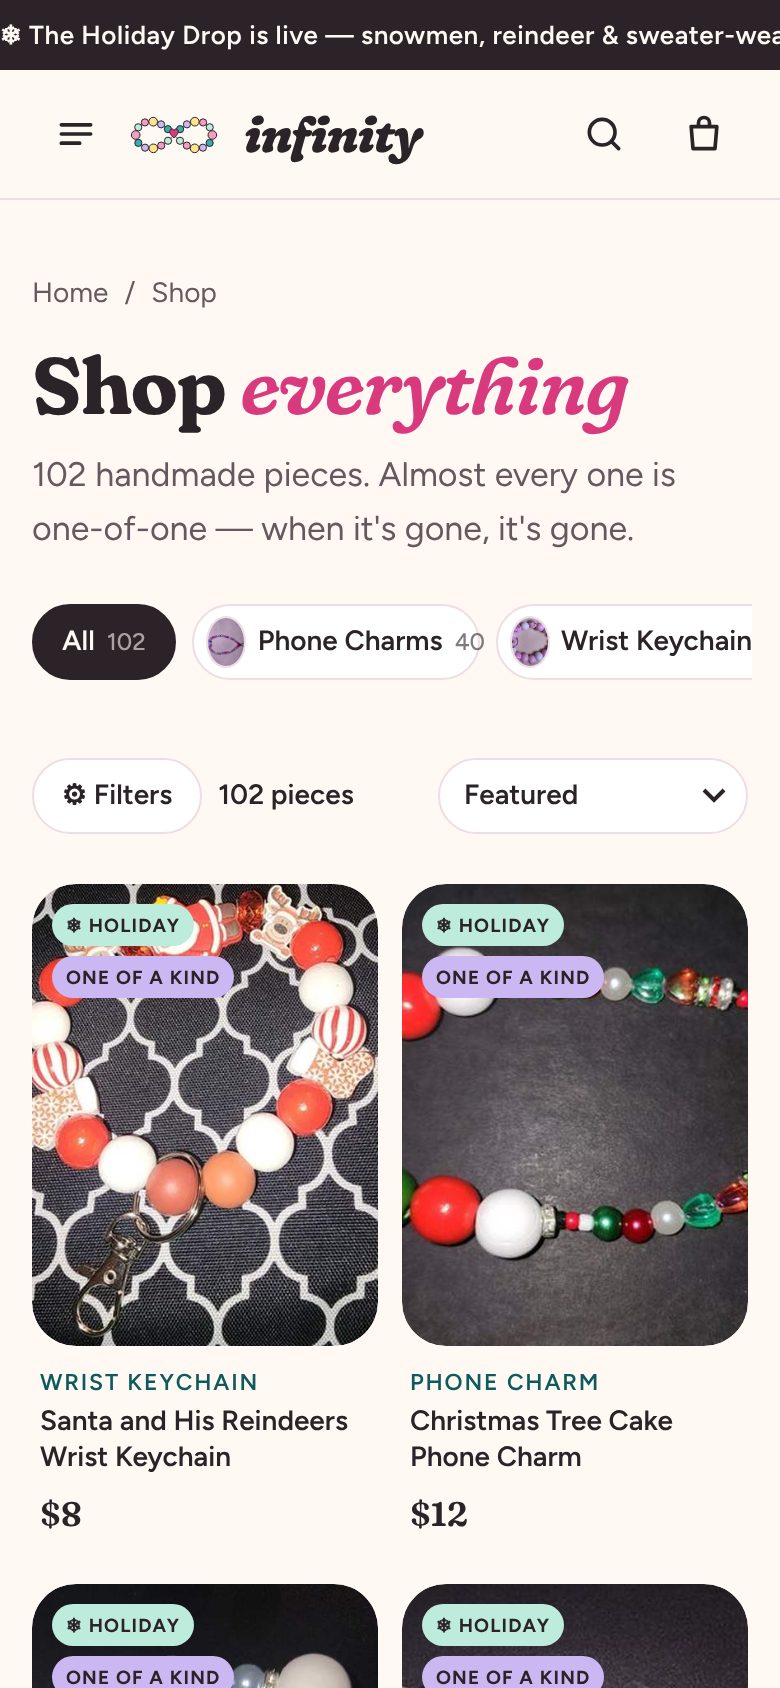 ❄ The Holiday Drop is live — snowmen, reindeer & sweater-wea
infinity
Home / Shop
Shop everything
102 handmade pieces. Almost every one is
one-of-one — when it's gone, it's gone.
All 102 Phone Charms 40 Wrist Keychain
⚙ Filters 102 pieces Featured
❄ HOLIDAY ❄ HOLIDAY
ONE OF A KIND ONE OF A KIND
WRIST KEYCHAIN
Santa and His Reindeers
Wrist Keychain
$8
PHONE CHARM
Christmas Tree Cake
Phone Charm
$12
❄ HOLIDAY ❄ HOLIDAY
ONE OF A KIND ONE OF A KIND